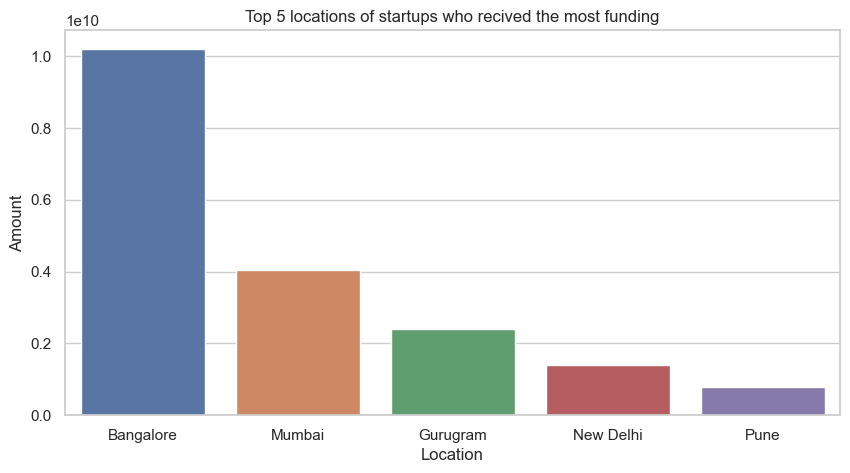 Top 5 locations of startups who recived the most funding
1e10
1.0
0.8
0.6
0.4
0.2
0.0
Amount
Bangalore
Mumbai
Gurugram
New Delhi
Pune
Location